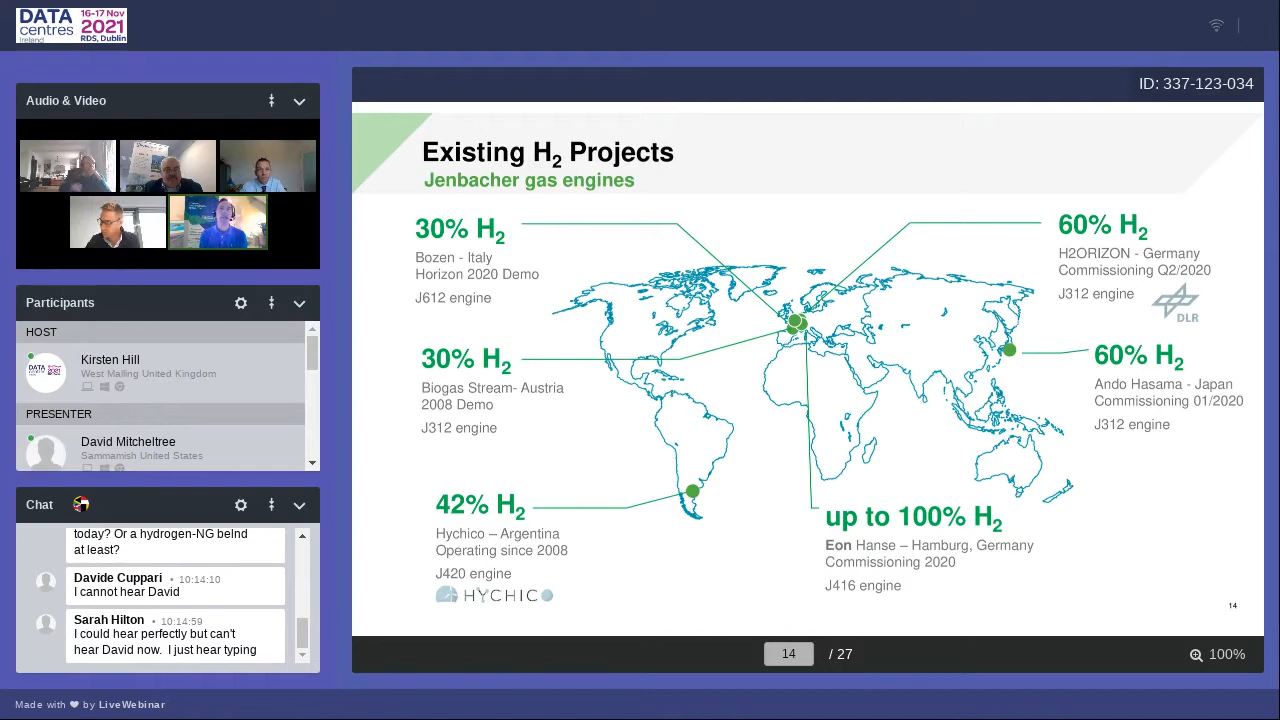 DATA
centres
ireland
16-17 Nov
2021
RDS, Dublin
ID: 337-123-034
Audio & Video
Participants
HOST
Kirsten Hill
West Malling United Kingdom
PRESENTER
David Mitcheltree
Sammamish United States
Chat
today? Or a hydrogen-NG belnd
at least?
Davide Cuppari • 10:14:10
I cannot hear David
Sarah Hilton • 10:14:59
I could hear perfectly but can't
hear David now. I just hear typing
Existing H₂ Projects
Jenbacher gas engines
30% H₂
Bozen - Italy
Horizon 2020 Demo
J612 engine
60% H₂
H2ORIZON - Germany
Commissioning Q2/2020
J312 engine
DLR
30% H₂
Biogas Stream- Austria
2008 Demo
J312 engine
60% H₂
Ando Hasama - Japan
Commissioning 01/2020
J312 engine
42% H₂
Hychico – Argentina
Operating since 2008
J420 engine
HYCHICO
up to 100% H₂
Eon Hanse – Hamburg, Germany
Commissioning 2020
J416 engine
14
14 / 27
100%
Made with ❤ by LiveWebinar